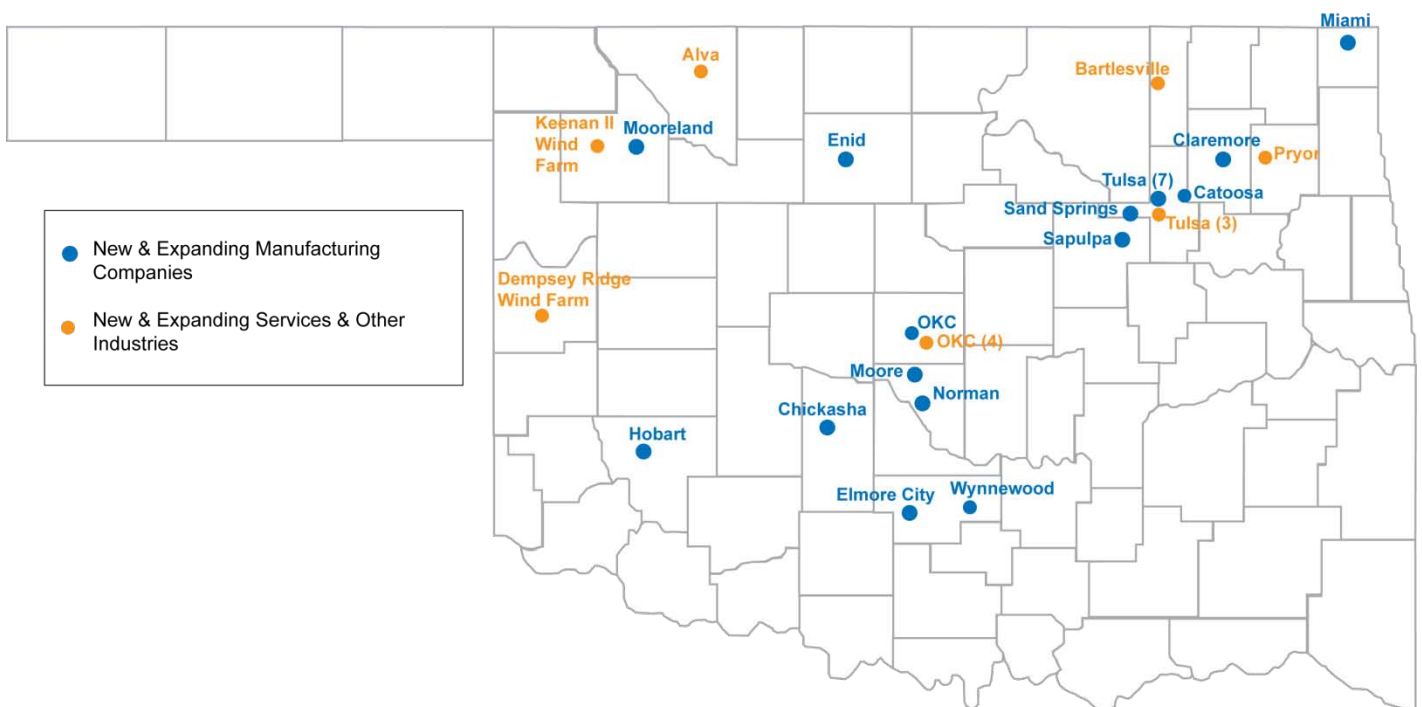 Miami
Alva
Bartlesville
Keenan II
Wind
Farm
Mooreland
Enid
Claremore
Pryor
Tulsa (7)
Catoosa
Sand Springs
Tulsa (3)
Sapulpa
New & Expanding Manufacturing
Companies
New & Expanding Services & Other
Industries
Dempsey Ridge
Wind Farm
OKC
OKC (4)
Moore
Norman
Chickasha
Hobart
Elmore City
Wynnewood